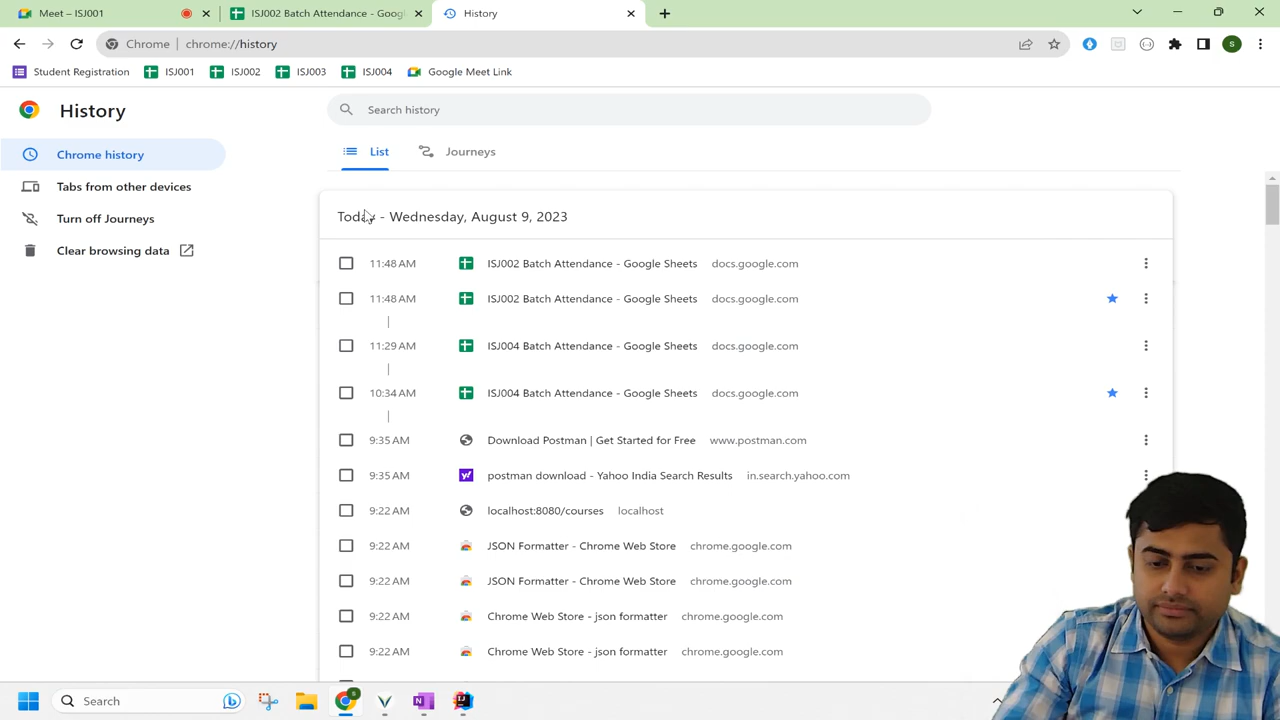 Meet – ISJ001
ISJ002 Batch Attendance - Goog
History
Chrome | chrome://history
S
Student Registration ISJ001 ISJ002 ISJ003 ISJ004 Google Meet Link
History
Search history
Chrome history
Tabs from other devices
Turn off Journeys
Clear browsing data
List
Journeys
Today - Wednesday, August 9, 2023
11:48 AM ISJ002 Batch Attendance - Google Sheets docs.google.com
11:48 AM ISJ002 Batch Attendance - Google Sheets docs.google.com
11:29 AM ISJ004 Batch Attendance - Google Sheets docs.google.com
10:34 AM ISJ004 Batch Attendance - Google Sheets docs.google.com
9:35 AM Download Postman | Get Started for Free www.postman.com
9:35 AM postman download - Yahoo India Search Results in.search.yahoo.com
9:22 AM localhost:8080/courses localhost
9:22 AM JSON Formatter - Chrome Web Store chrome.google.com
9:22 AM JSON Formatter - Chrome Web Store chrome.google.com
9:22 AM Chrome Web Store - json formatter chrome.google.com
9:22 AM Chrome Web Store - json formatter chrome.google.com
Search